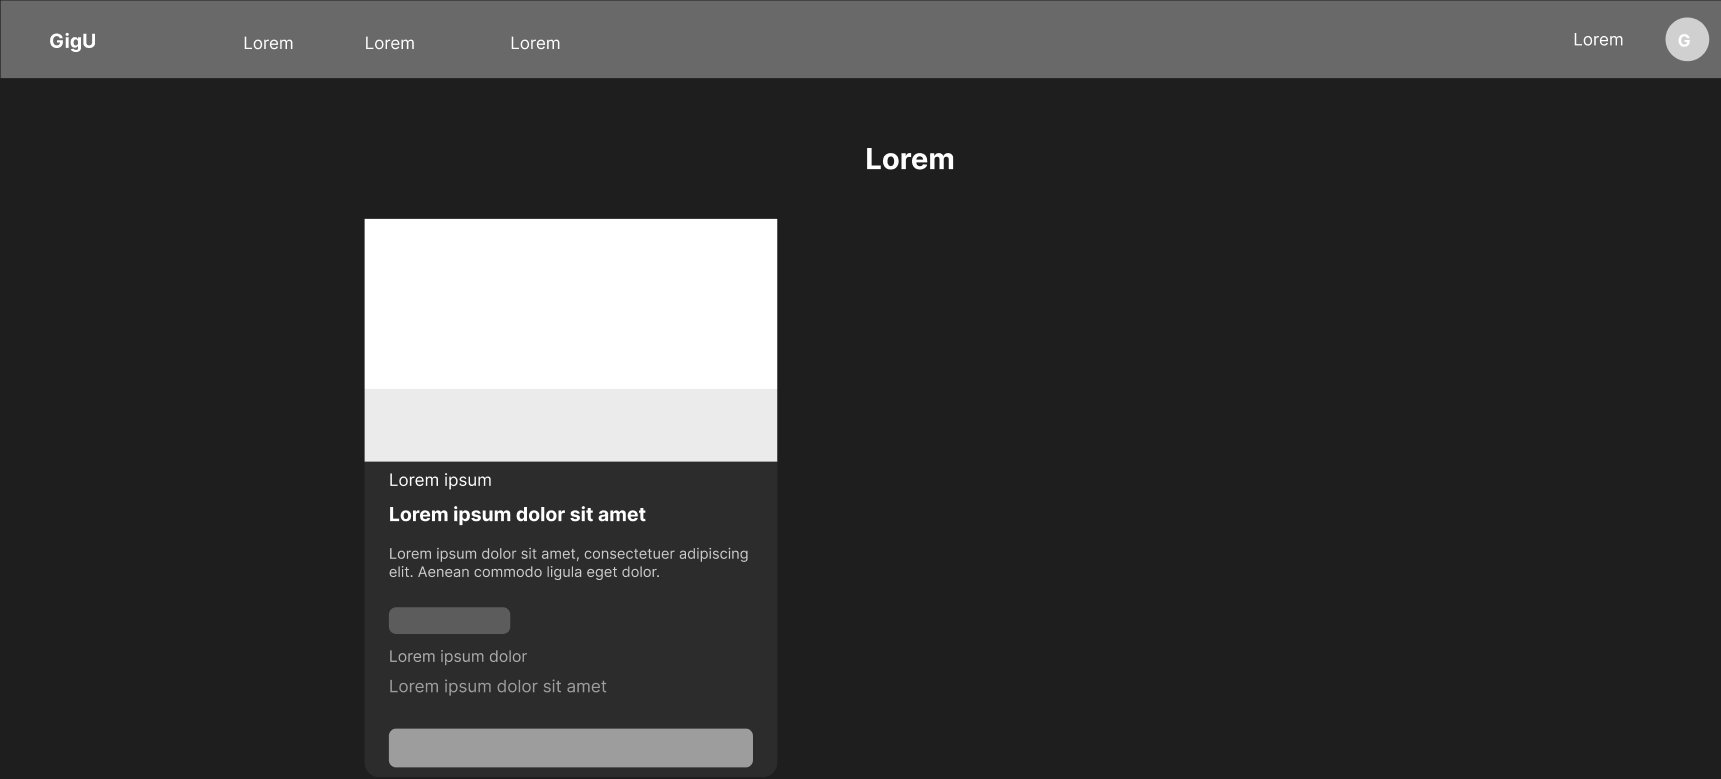 GigU
Lorem
Lorem
Lorem
Lorem
G
Lorem
Lorem ipsum
Lorem ipsum dolor sit amet
Lorem ipsum dolor sit amet, consectetuer adipiscing
elit. Aenean commodo ligula eget dolor.
Lorem ipsum dolor
Lorem ipsum dolor sit amet